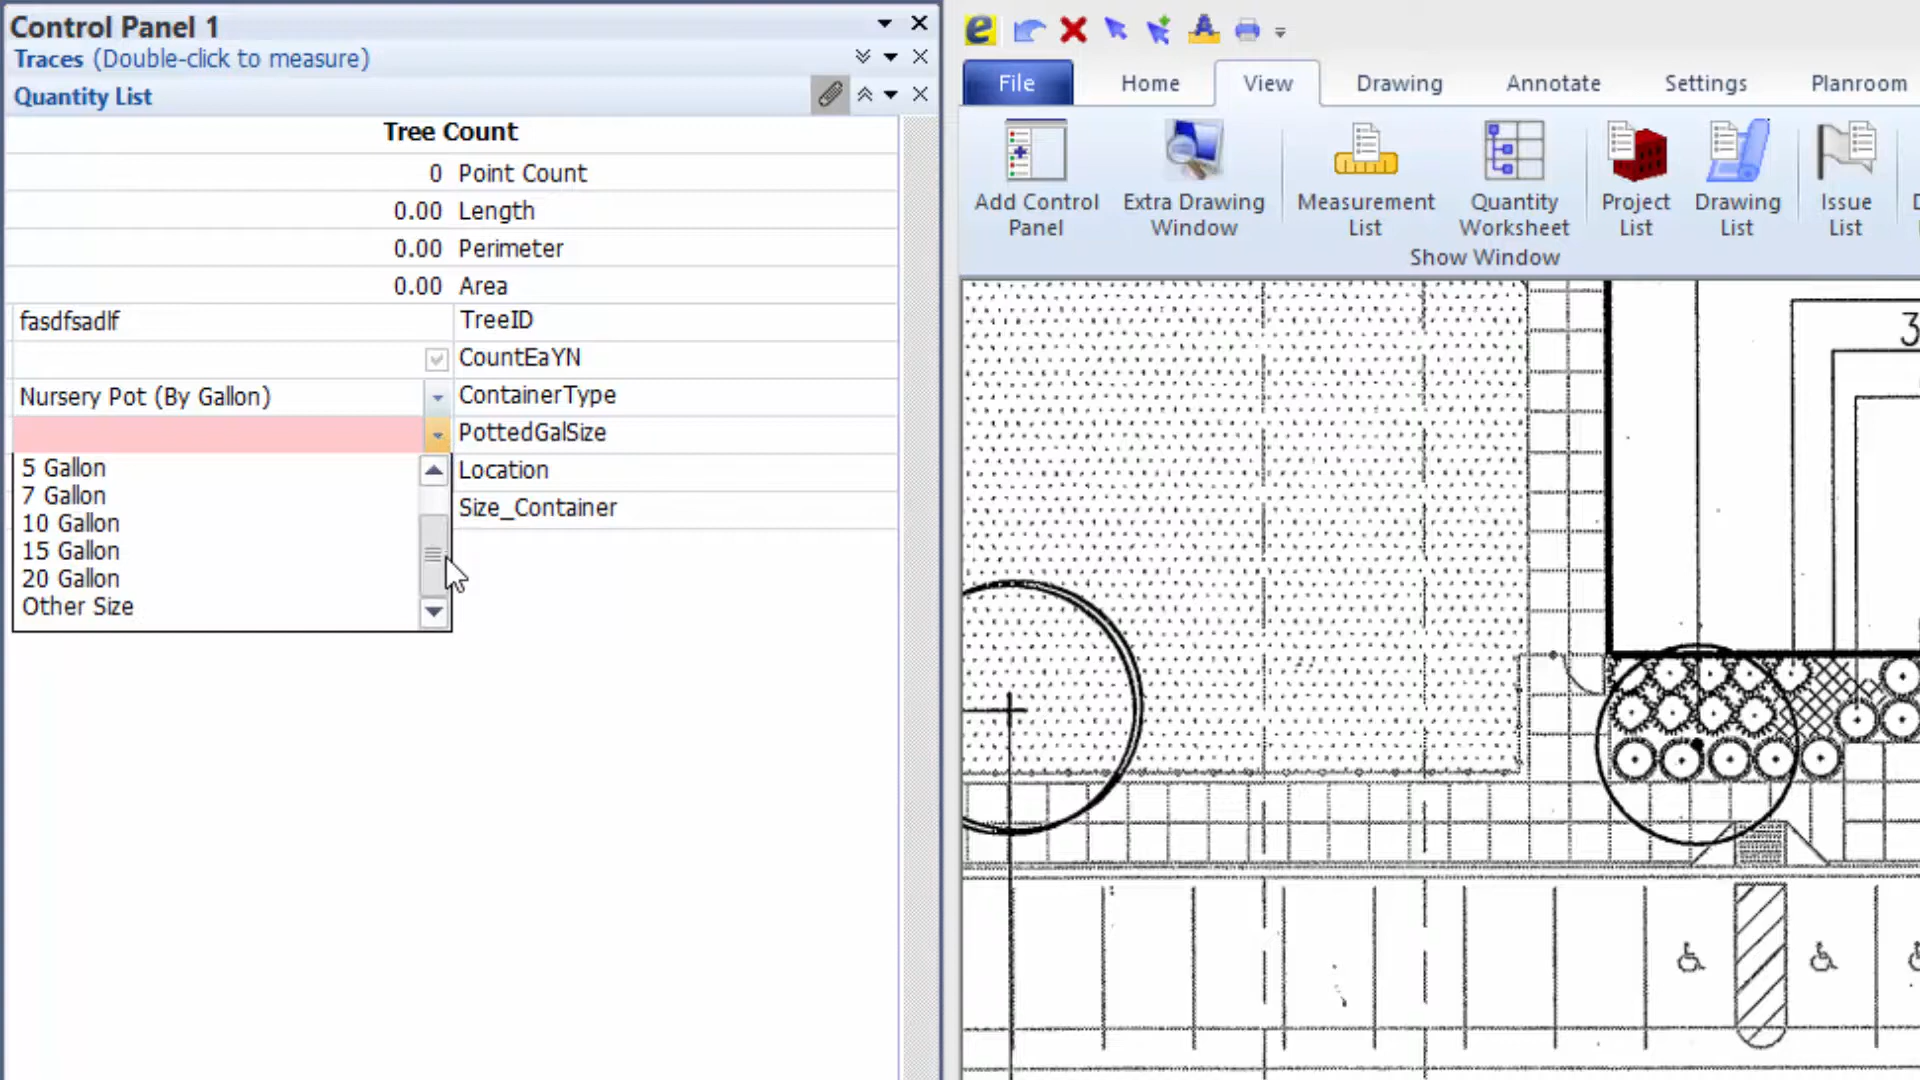 Control Panel 1
Traces (Double-click to measure)
Quantity List
Tree Count
0 Point Count
0.00 Length
0.00 Perimeter
0.00 Area
fasdfsadlf TreeID
CountEaYN
Nursery Pot (By Gallon) ContainerType
PottedGalSize
Location
Size_Container
5 Gallon
7 Gallon
10 Gallon
15 Gallon
20 Gallon
Other Size
File Home View Drawing Annotate Settings Planroom
Add Control Panel
Extra Drawing Window
Measurement List
Quantity Worksheet
Project List
Drawing List
Issue List
Show Window
3